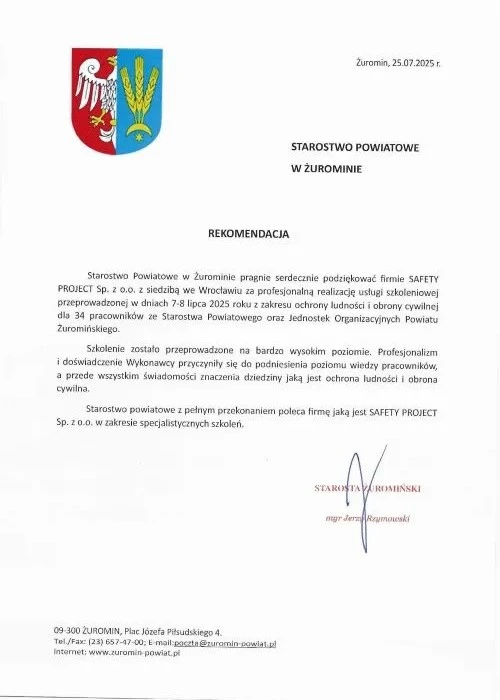 Żuromin, 25.07.2025 r.
STAROSTWO POWIATOWE
W ŻUROMINIE
REKOMENDACJA
Starostwo Powiatowe w Żurominie pragnie serdecznie podziękować firmie SAFETY
PROJECT Sp. z o.o. z siedzibą we Wrocławiu za profesjonalną realizację usługi szkoleniowej
przeprowadzonej w dniach 7-8 lipca 2025 roku z zakresu ochrony ludności i obrony cywilnej
dla 34 pracowników ze Starostwa Powiatowego oraz Jednostek Organizacyjnych Powiatu
Żuromińskiego.
Szkolenie zostało przeprowadzone na bardzo wysokim poziomie. Profesjonalizm
i doświadczenie Wykonawcy przyczyniły się do podniesienia poziomu wiedzy pracowników,
a przede wszystkim świadomości znaczenia dziedziny jaką jest ochrona ludności i obrona
cywilna.
Starostwo powiatowe z pełnym przekonaniem poleca firmę jaką jest SAFETY PROJECT
Sp. z o.o. w zakresie specjalistycznych szkoleń.
STAROSTA ŻUROMIŃSKI
mgr Jerzy Rzymowski
09-300 ŻUROMIN, Plac Józefa Piłsudskiego 4.
Tel./Fax: (23) 657-47-00; E-mail:poczta@zuromin-powiat.pl
Internet: www.zuromin-powiat.pl